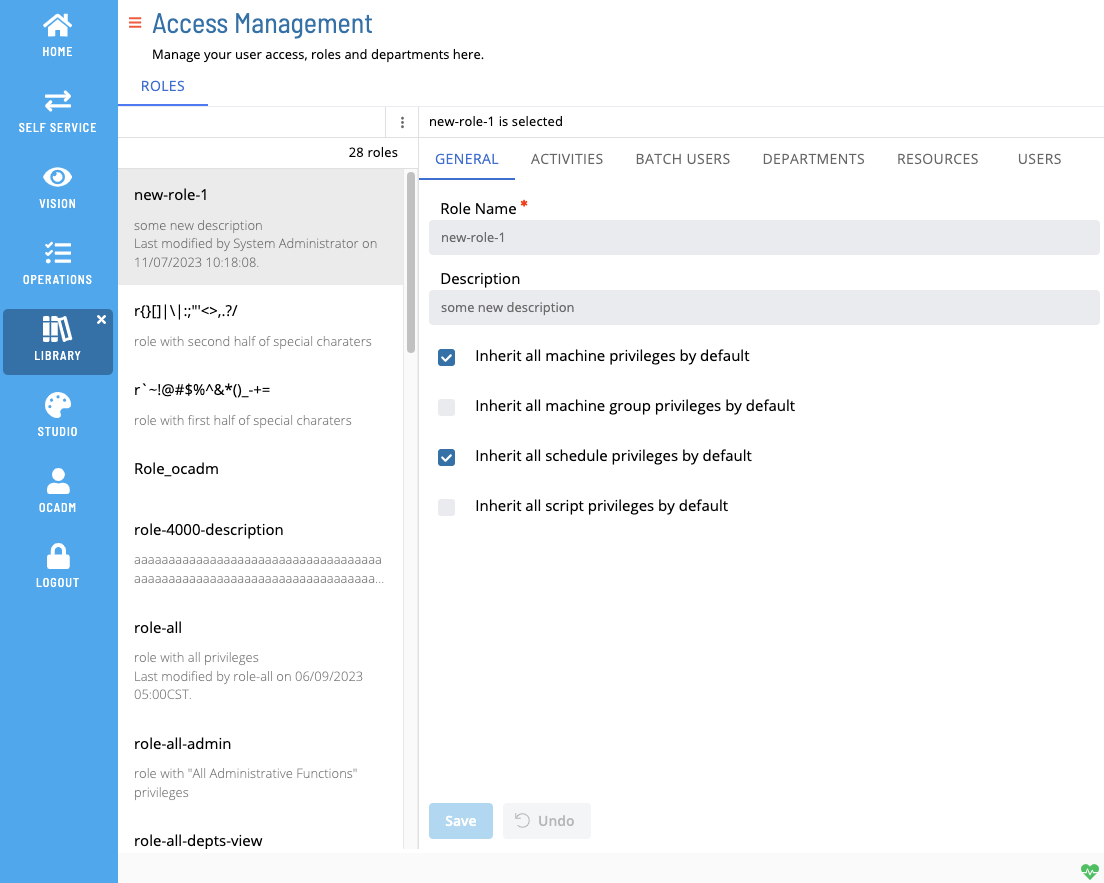 HOME
SELF SERVICE
VISION
OPERATIONS
LIBRARY
STUDIO
OCADM
LOGOUT
Access Management
Manage your user access, roles and departments here.
ROLES
28 roles
new-role-1
some new description
Last modified by System Administrator on
11/07/2023 10:18:08.
r{}[]|\|:;"'<>,.?/
role with second half of special charaters
r`~!@#$%^&*()_-+=
role with first half of special charaters
Role_ocadm
role-4000-description
aaaaaaaaaaaaaaaaaaaaaaaaaaaaaaaaaaaa
aaaaaaaaaaaaaaaaaaaaaaaaaaaaaaaaaaa...
role-all
role with all privileges
Last modified by role-all on 06/09/2023
05:00CST.
role-all-admin
role with "All Administrative Functions"
privileges
role-all-depts-view
new-role-1 is selected
GENERAL ACTIVITIES BATCH USERS DEPARTMENTS RESOURCES USERS
Role Name *
new-role-1
Description
some new description
Inherit all machine privileges by default
Inherit all machine group privileges by default
Inherit all schedule privileges by default
Inherit all script privileges by default
Save Undo